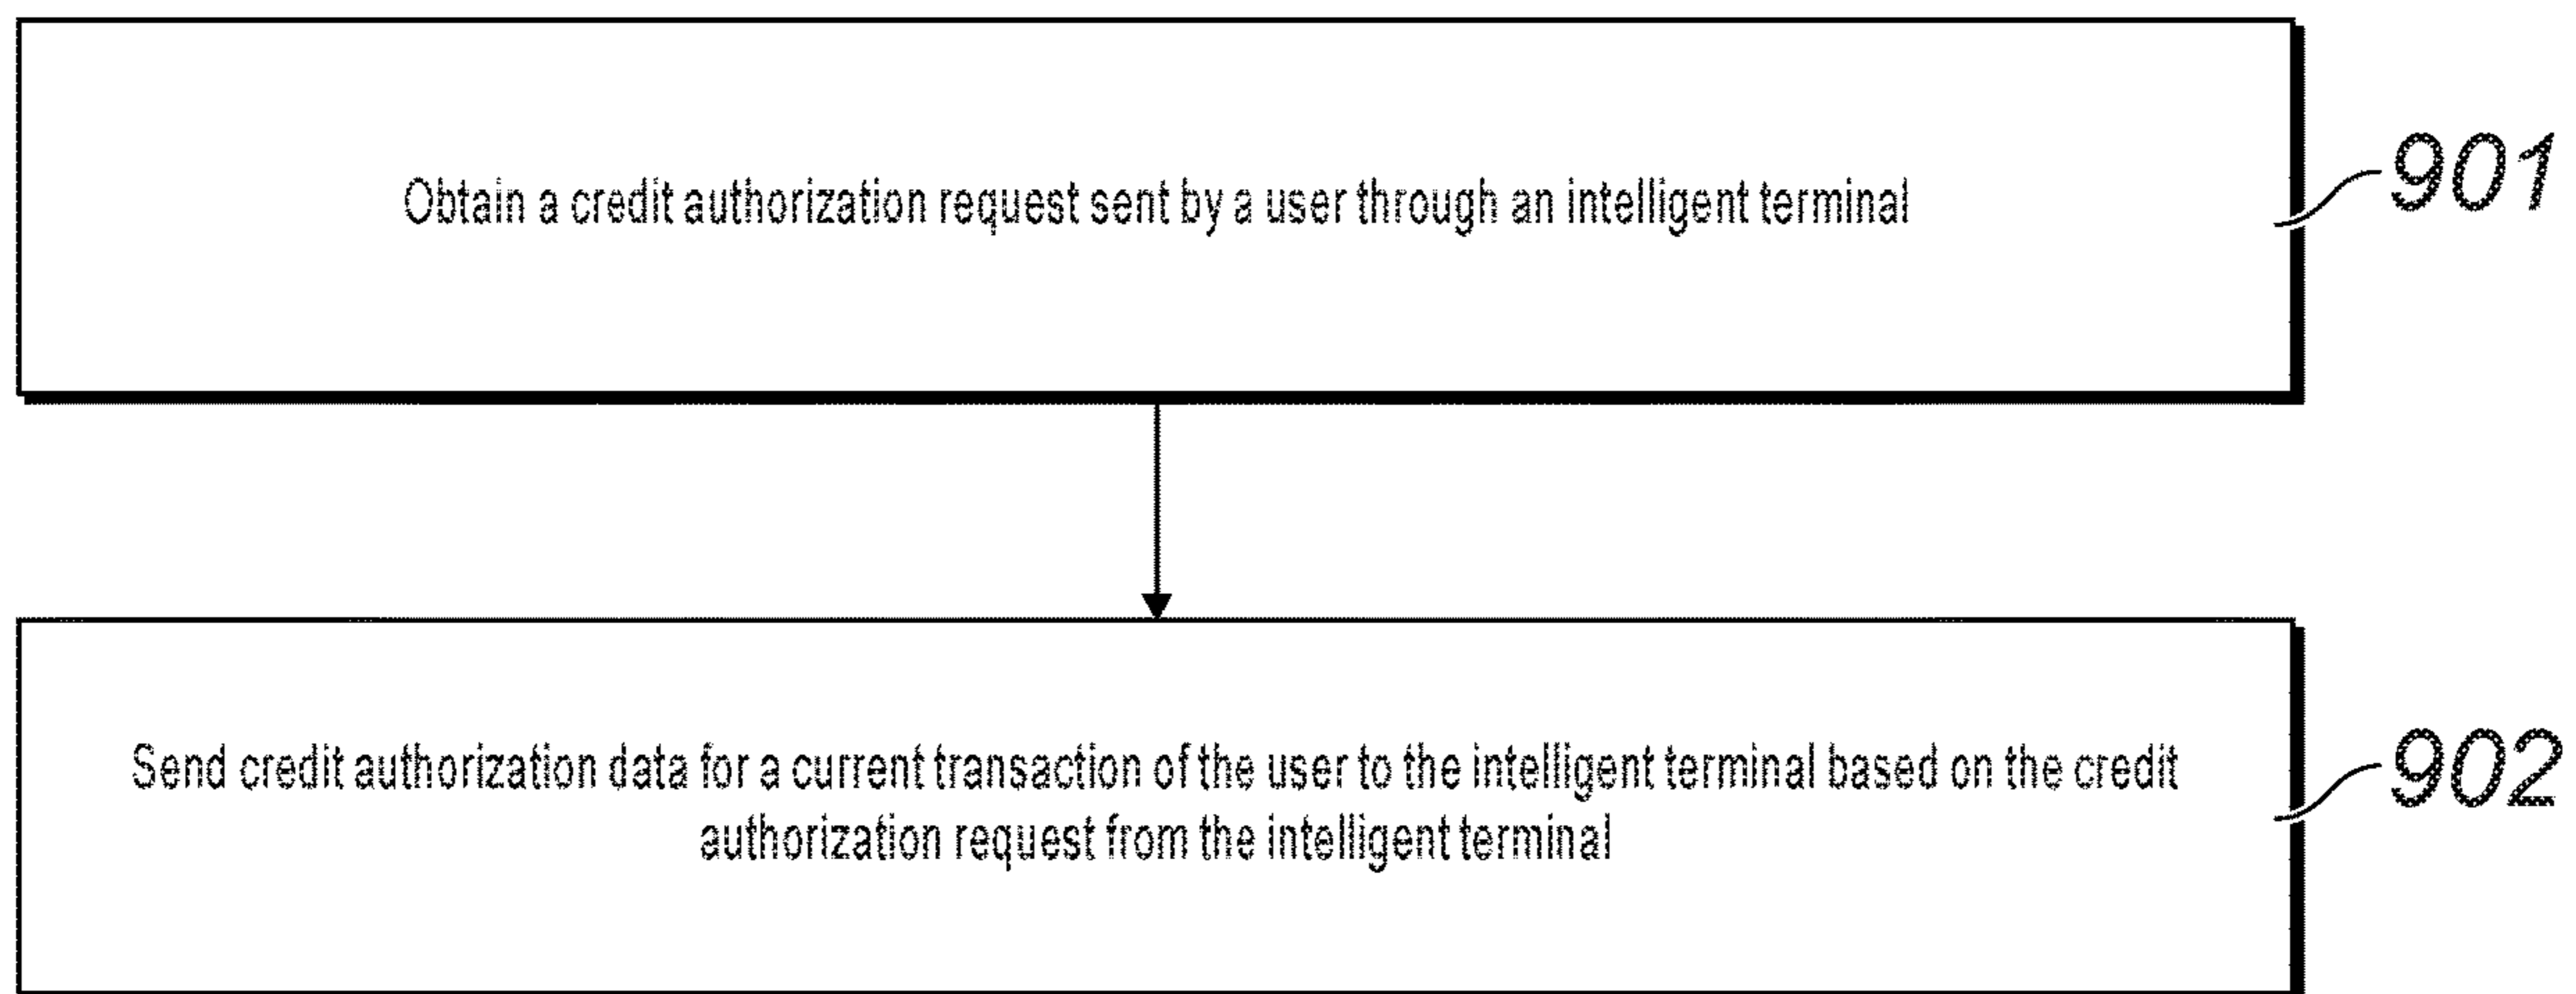 Obtain a credit authorization request sent by a user through an intelligent terminal
901
Send credit authorization data for a current transaction of the user to the intelligent terminal based on the credit
authorization request from the intelligent terminal
902